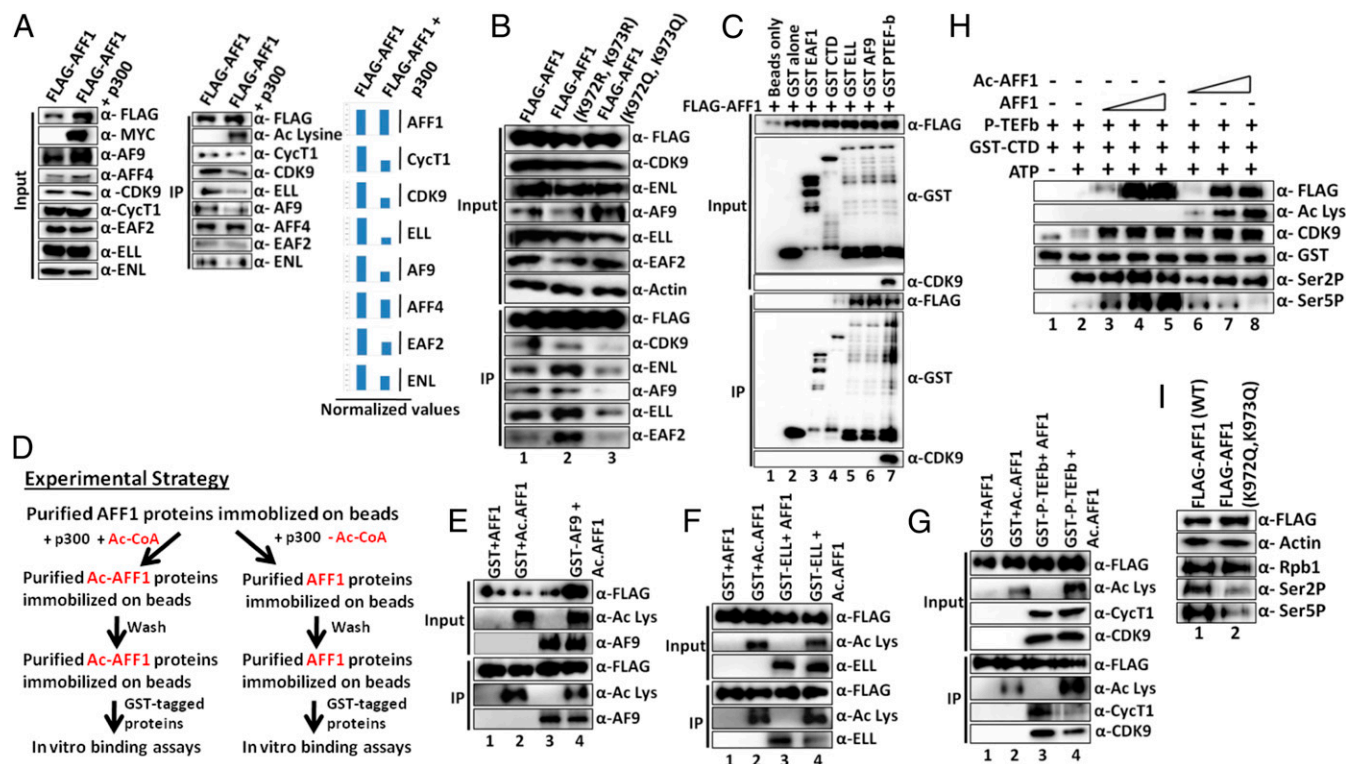 A
FLAG-AFF1
FLAG-AFF1
+ p300
α- FLAG
α- MYC
α-AF9
α-AFF4
α -CDK9
α-CycT1
α-EAF2
α-ELL
α-ENL
Input
FLAG-AFF1
FLAG-AFF1
+ p300
α- FLAG
α-Ac Lysine
α- CycT1
α- CDK9
α- ELL
α- AF9
α- AFF4
α- EAF2
α- ENL
IP
FLAG-AFF1
FLAG-AFF1 +
p300
AFF1
CycT1
CDK9
ELL
AF9
AFF4
EAF2
ENL
Normalized values
B
FLAG-AFF1
FLAG-AFF1
(K972R, K973R)
FLAG-AFF1
(K972Q, K973Q)
α- FLAG
α-CDK9
α-ENL
α-AF9
α-ELL
α-EAF2
α-Actin
Input
α- FLAG
α-CDK9
α-ENL
α-AF9
α-ELL
α-EAF2
IP
1 2 3
C
Beads only
GST alone
GST EAF1
GST CTD
GST ELL
GST AF9
GST PTEF-b
FLAG-AFF1 + + + + + + +
α-FLAG
α-GST
α-CDK9
Input
α-FLAG
α-GST
α-CDK9
IP
1 2 3 4 5 6 7
D
Experimental Strategy
Purified AFF1 proteins immoblized on beads
+ p300 +Ac-CoA
+ p300 -Ac-CoA
Purified Ac-AFF1 proteins
immobilized on beads
Purified AFF1 proteins
immobilized on beads
Wash
Wash
Purified Ac-AFF1 proteins
immobilized on beads
Purified AFF1 proteins
immobilized on beads
GST-tagged
proteins
GST-tagged
proteins
In vitro binding assays
In vitro binding assays
E
GST+AFF1
GST+Ac.AFF1
GST-AF9 +
Ac.AFF1
Input
α-FLAG
α-Ac Lys
α-AF9
IP
α-FLAG
α-Ac Lys
α-AF9
1 2 3 4
F
GST+AFF1
GST+Ac.AFF1
GST-ELL+ AFF1
GST-ELL +
Ac.AFF1
Input
α-FLAG
α-Ac Lys
α-ELL
IP
α-FLAG
α-Ac Lys
α-ELL
1 2 3 4
G
GST+AFF1
GST+Ac.AFF1
GST-P-TEFb+ AFF1
GST-P-TEFb +
Ac.AFF1
Input
α-FLAG
α-Ac Lys
α-CycT1
α-CDK9
IP
α-FLAG
α-Ac Lys
α-CycT1
α-CDK9
1 2 3 4
H
Ac-AFF1 - - - - -
AFF1 - - - - -
P-TEFb + + + + + + + +
GST-CTD + + + + + + + +
ATP - + + + + + + +
α- FLAG
α-Ac Lys
α- CDK9
α- GST
α- Ser2P
α- Ser5P
1 2 3 4 5 6 7 8
I
FLAG-AFF1 (WT)
FLAG-AFF1
(K972Q,K973Q)
α-FLAG
α- Actin
α- Rpb1
α- Ser2P
α-Ser5P
1 2